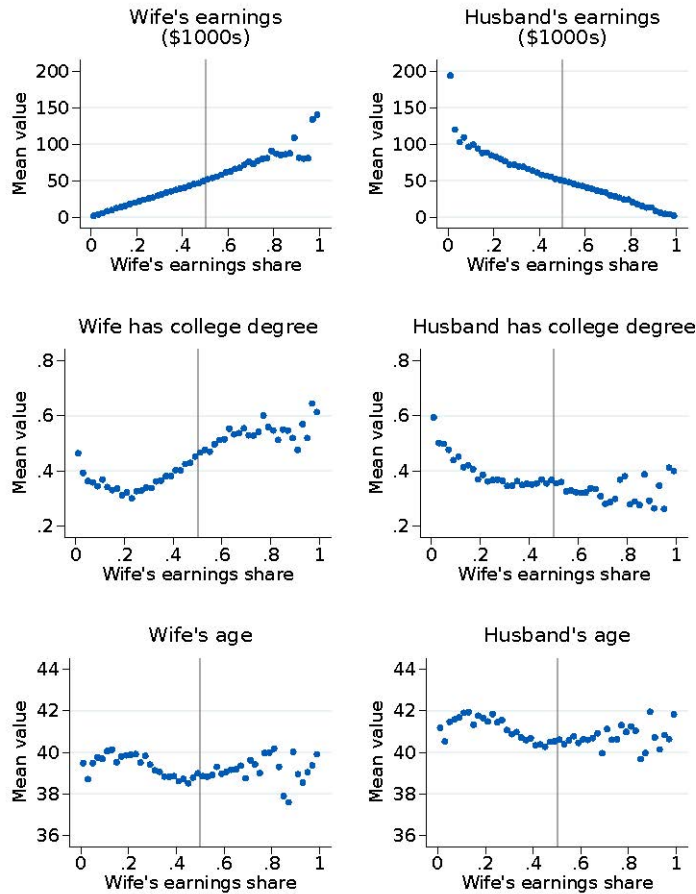 Wife's earnings
($1000s)
Mean value
200
150
100
50
0
0 .2 .4 .6 .8 1
Wife's earnings share
Husband's earnings
($1000s)
Mean value
200
150
100
50
0
0 .2 .4 .6 .8 1
Wife's earnings share
Wife has college degree
Mean value
.8
.6
.4
.2
0 .2 .4 .6 .8 1
Wife's earnings share
Husband has college degree
Mean value
.8
.6
.4
.2
0 .2 .4 .6 .8 1
Wife's earnings share
Wife's age
Mean value
44
42
40
38
36
0 .2 .4 .6 .8 1
Wife's earnings share
Husband's age
Mean value
44
42
40
38
36
0 .2 .4 .6 .8 1
Wife's earnings share